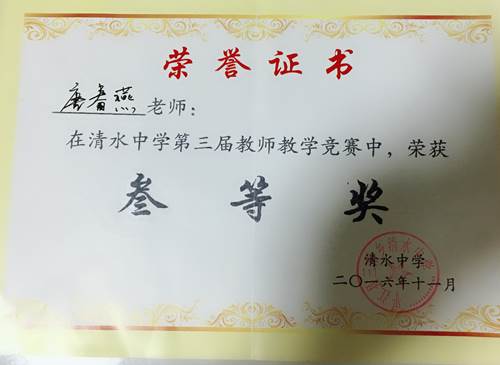 荣誉证书
唐春燕老师：
在清水中学第三届教师教学竞赛中，荣获
叁等奖
清水中学
二〇一六年十一月